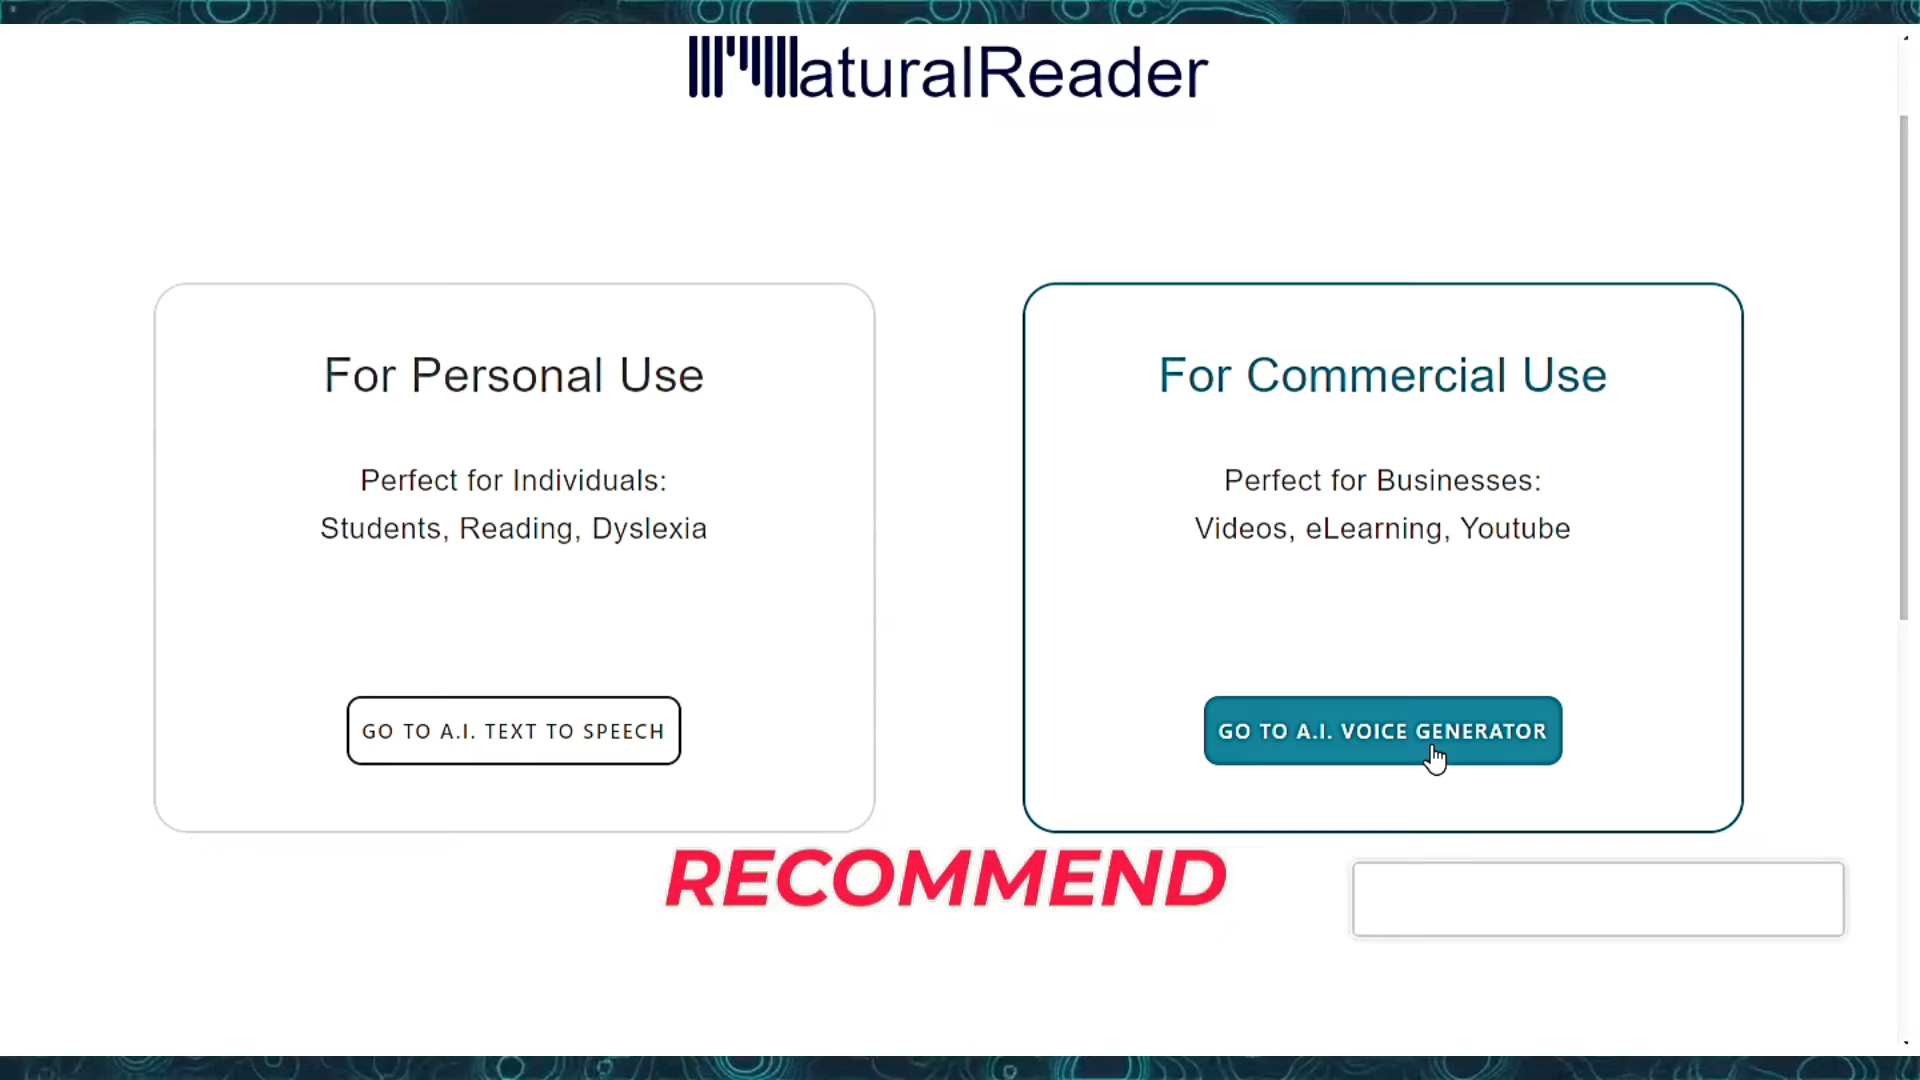 NaturalReader
For Personal Use
Perfect for Individuals:
Students, Reading, Dyslexia
GO TO A.I. TEXT TO SPEECH
For Commercial Use
Perfect for Businesses:
Videos, eLearning, Youtube
GO TO A.I. VOICE GENERATOR
RECOMMEND